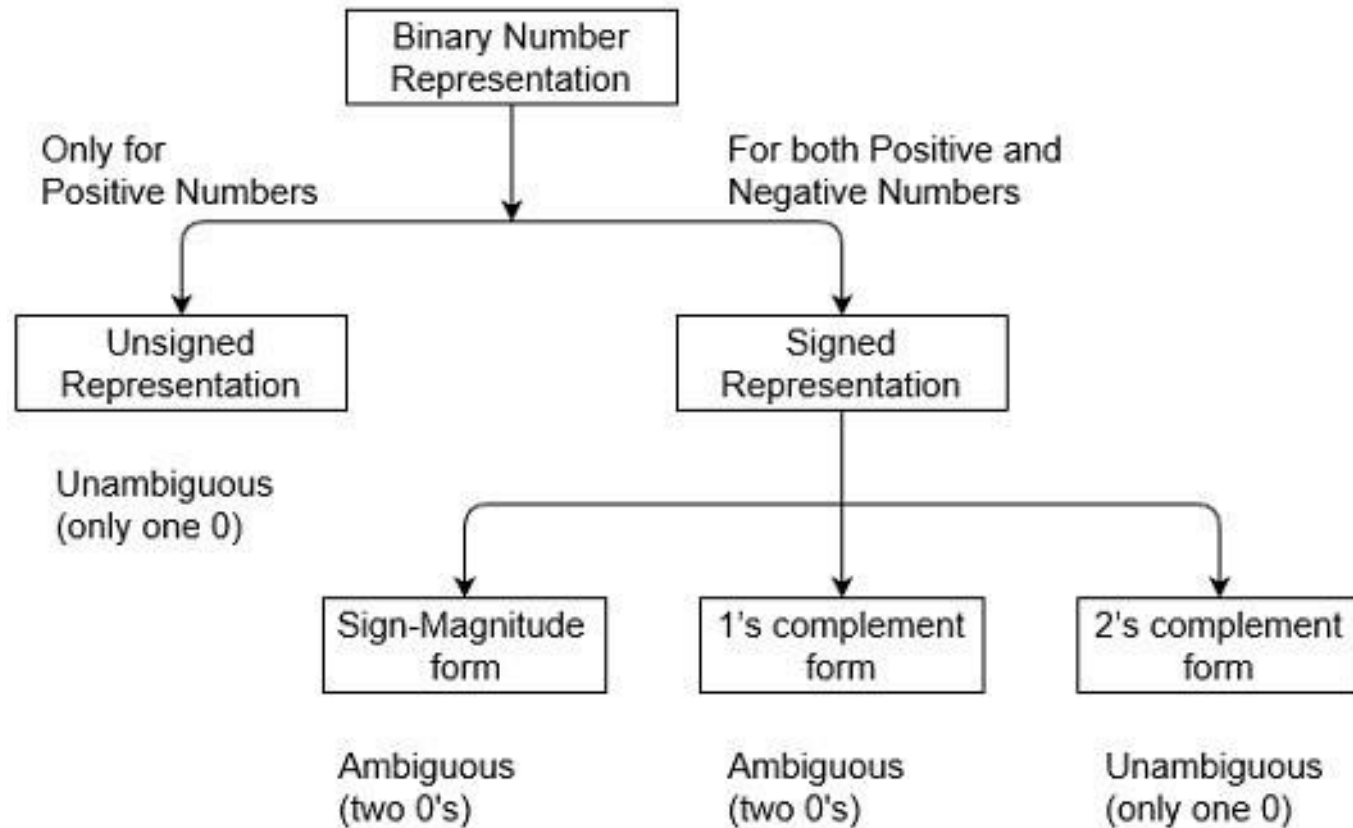 Binary Number
Representation
Only for
Positive Numbers
For both Positive and
Negative Numbers
Unsigned
Representation
Signed
Representation
Unambiguous
(only one 0)
Sign-Magnitude
form
1's complement
form
2's complement
form
Ambiguous
(two 0's)
Ambiguous
(two 0's)
Unambiguous
(only one 0)